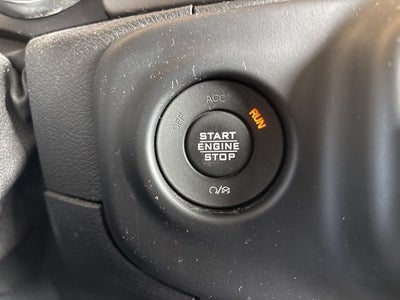 OFF
ACC
RUN
START
ENGINE
STOP